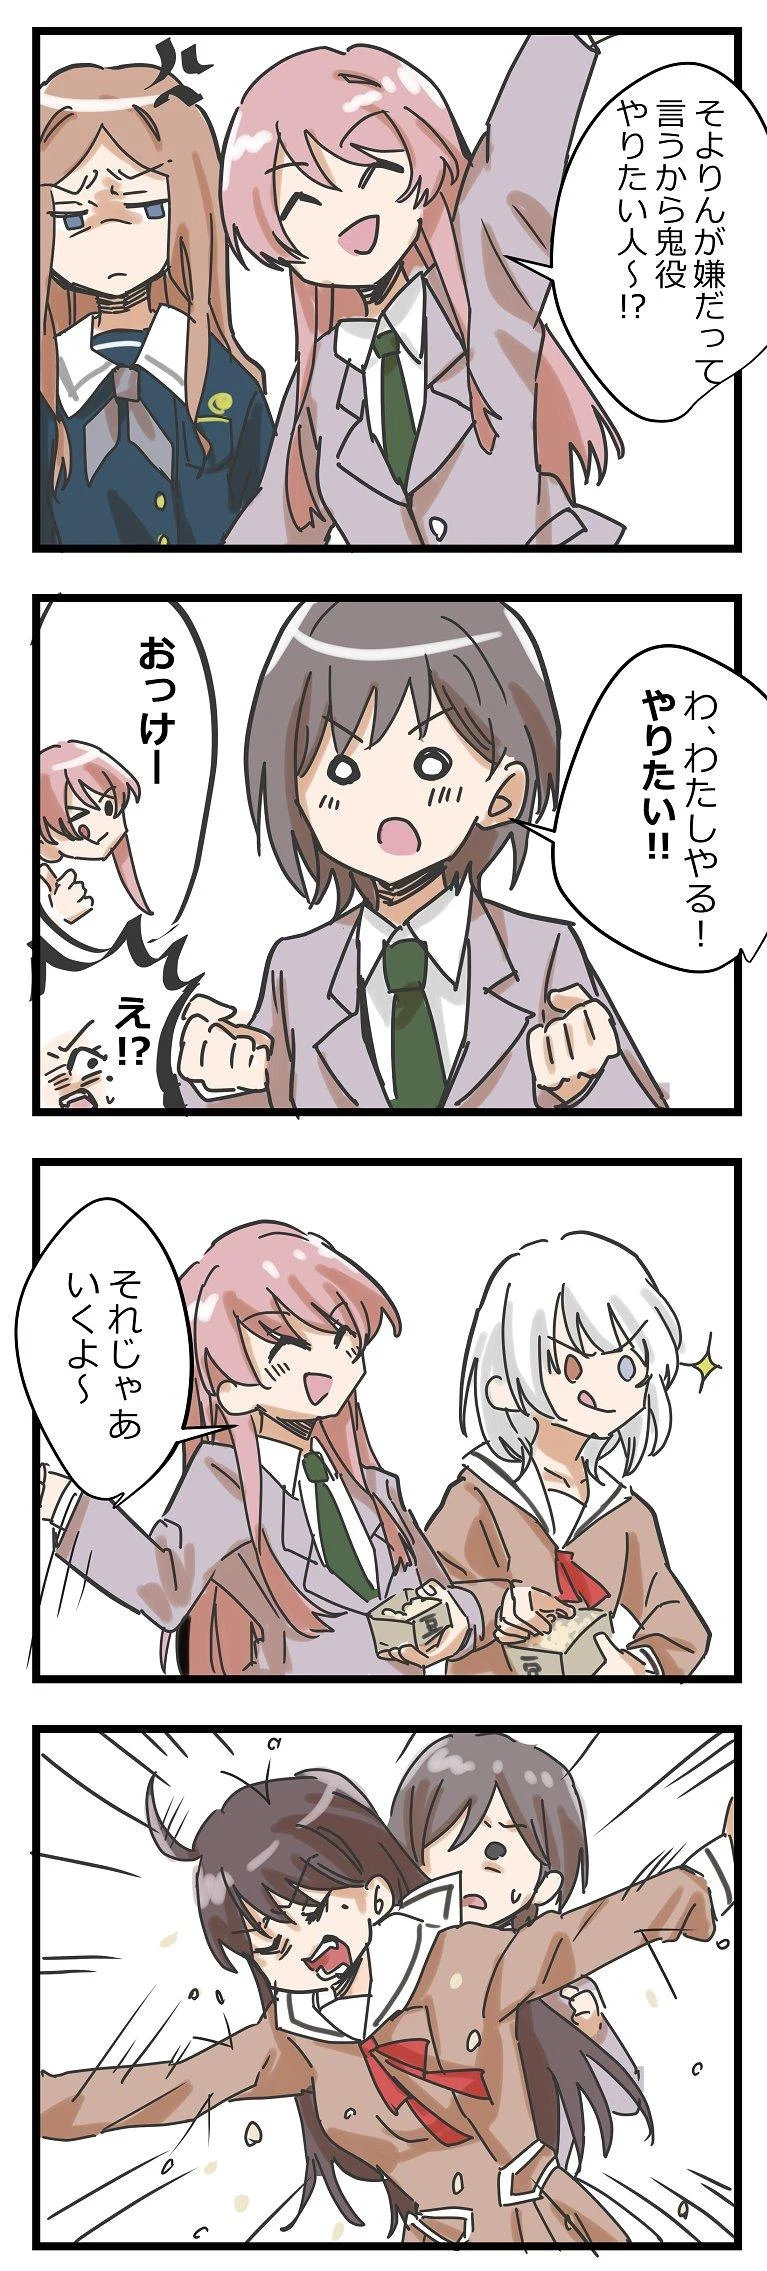 そよりんが嫌だって
言うから鬼役
やりたい人～!?
わ、わたしやる！
やりたい!!
おっけー
え!?
それじゃあ
いくよ～
豆
豆